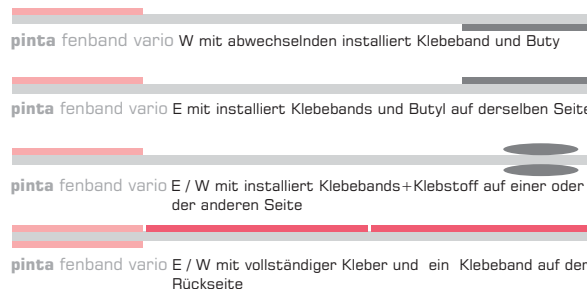 pinta fenband vario W mit abwechselnden installiert Klebeband und Buty
pinta fenband vario E mit installiert Klebebands und Butyl auf derselben Seite
pinta fenband vario E / W mit installiert Klebebands+Klebstoff auf einer oder
der anderen Seite
pinta fenband vario E / W mit vollständiger Kleber und ein Klebeband auf der
Rückseite